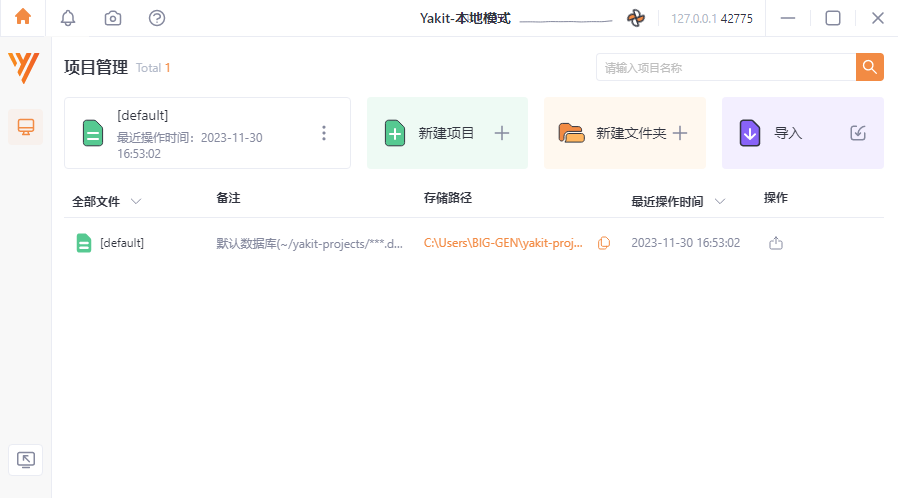 Yakit-本地模式
127.0.0.1 42775
项目管理 Total 1
请输入项目名称
[default]
最近操作时间：2023-11-30
16:53:02
新建项目
新建文件夹
导入
全部文件 备注 存储路径 最近操作时间 操作
[default] 默认数据库(~/yakit-projects/***.d... C:\Users\BIG-GEN\yakit-proj... 2023-11-30 16:53:02